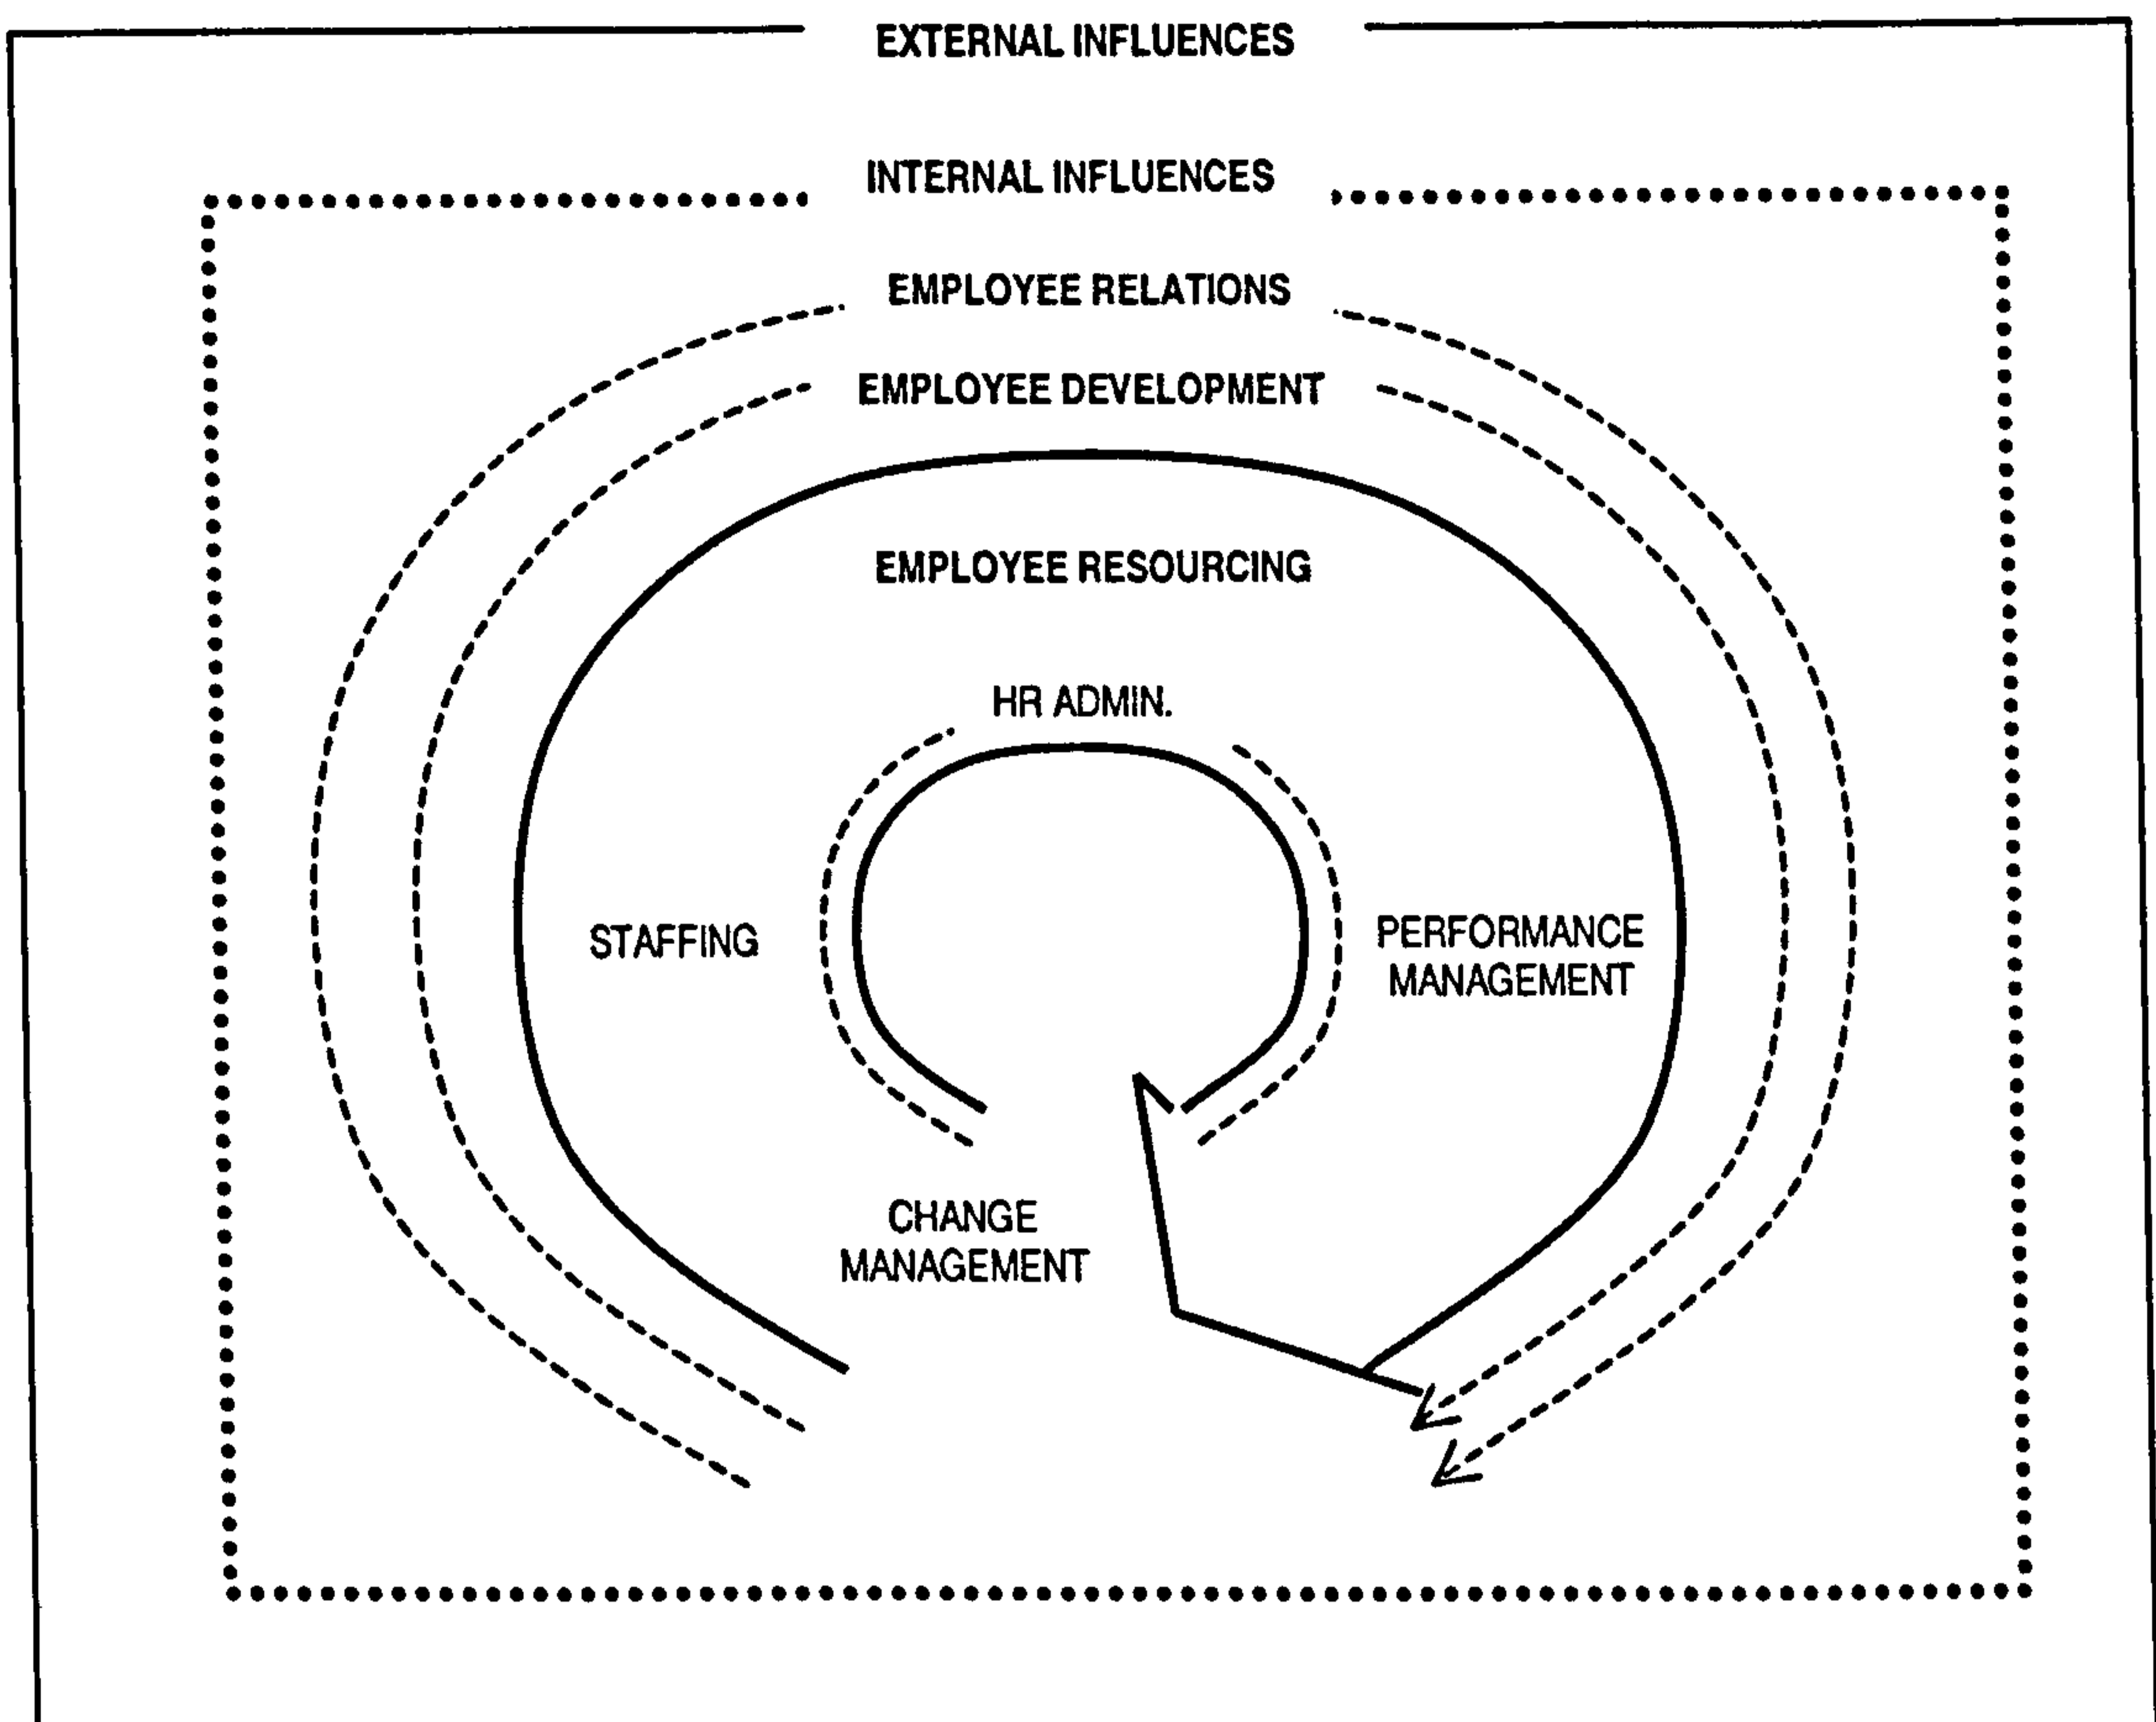 EXTERNAL INFLUENCES
INTERNAL INFLUENCES
EMPLOYEE RELATIONS
EMPLOYEE DEVELOPMENT
EMPLOYEE RESOURCING
HR ADMIN.
STAFFING
PERFORMANCE
MANAGEMENT
CHANGE
MANAGEMENT